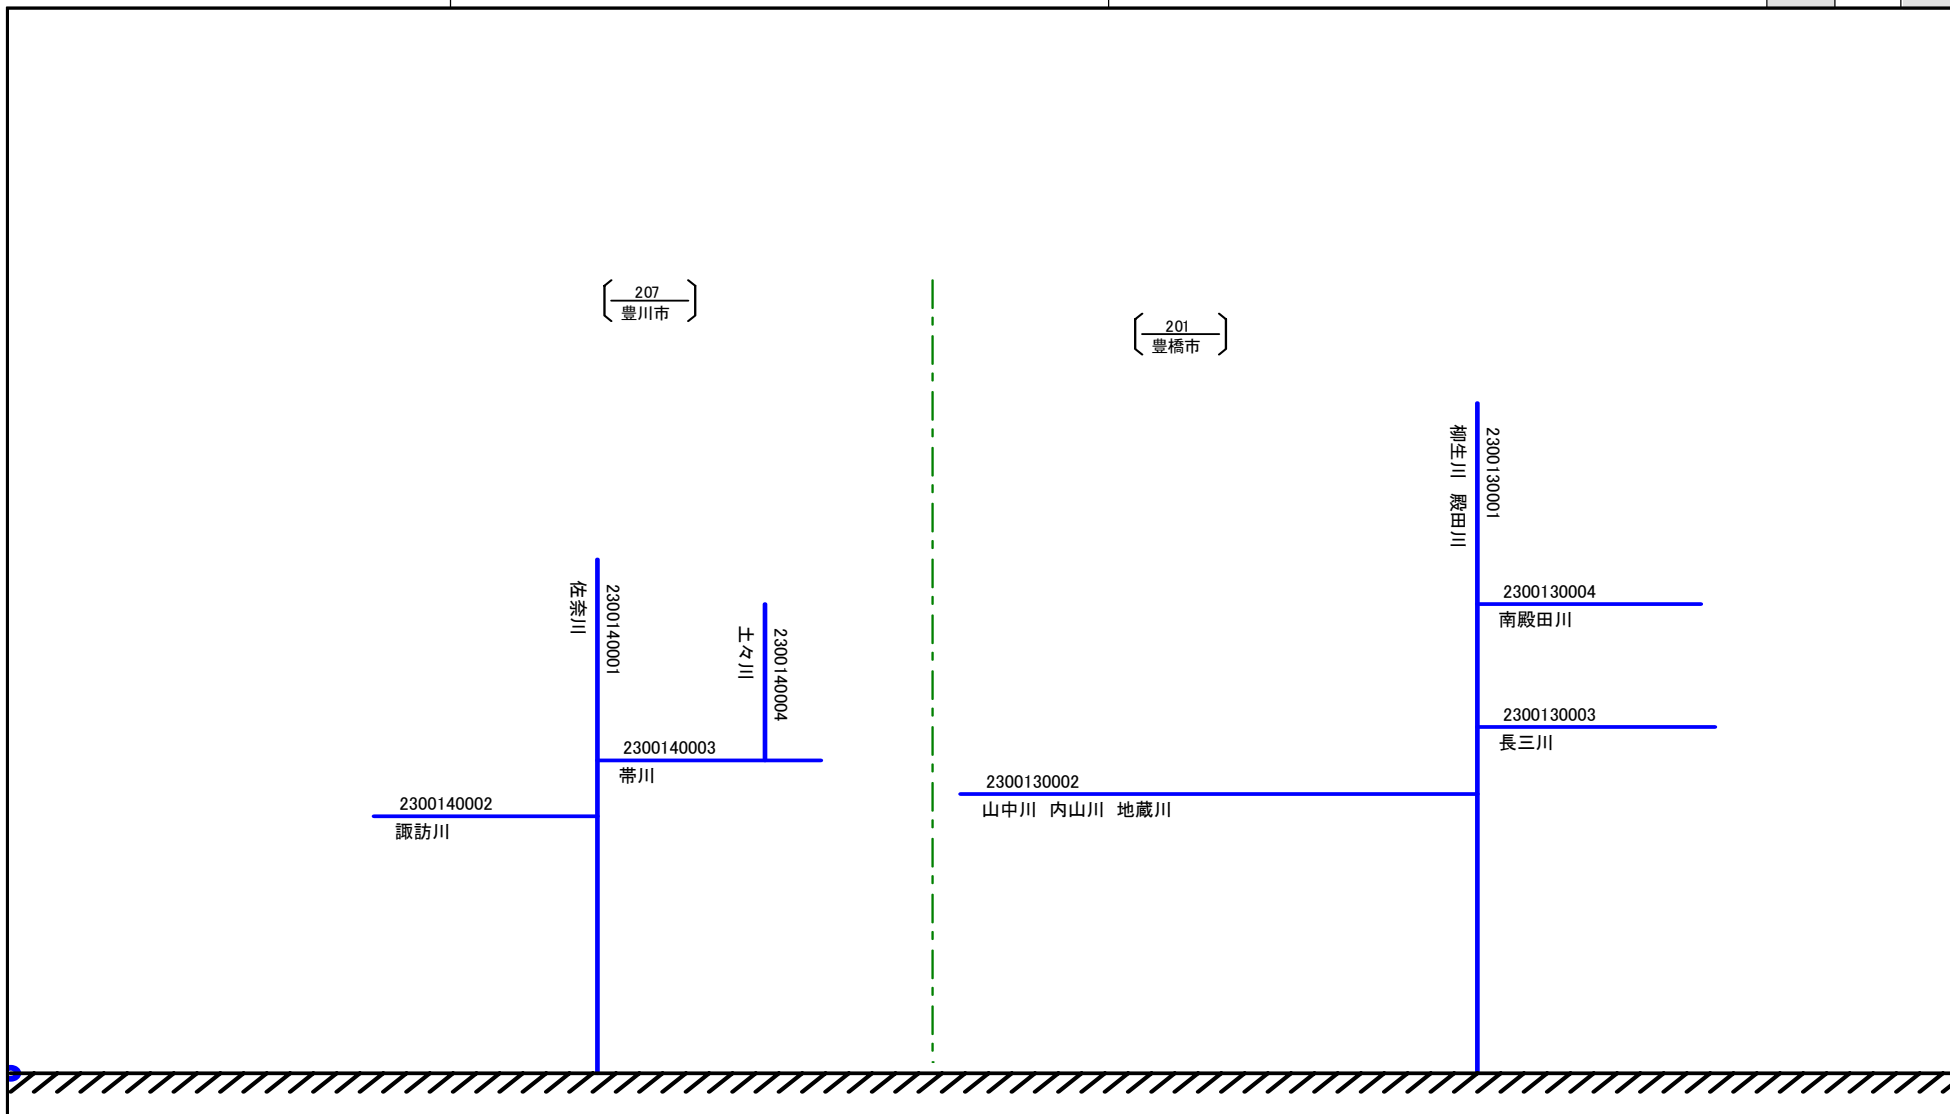 207
豊川市
201
豊橋市
柳生川　殿田川
2300130001
佐奈川
2300140001
2300130004
南殿田川
土々川
2300140004
2300130003
長三川
2300140003
帯川
2300130002
山中川　内山川　地蔵川
2300140002
諏訪川